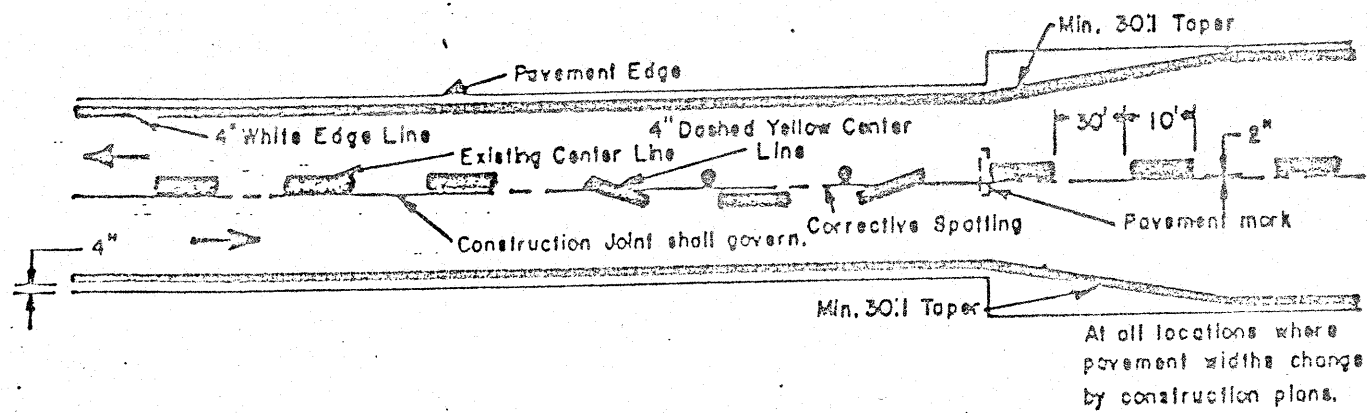 Min. 30:1 Taper
Pavement Edge
4" White Edge Line
4" Dashed Yellow Center
Line
30'
10'
2"
Existing Center Line
Corrective Spotting
Pavement mark
Construction Joint shall govern.
4"
Min. 30:1 Taper
At all locations where
pavement widths change
by construction plans.